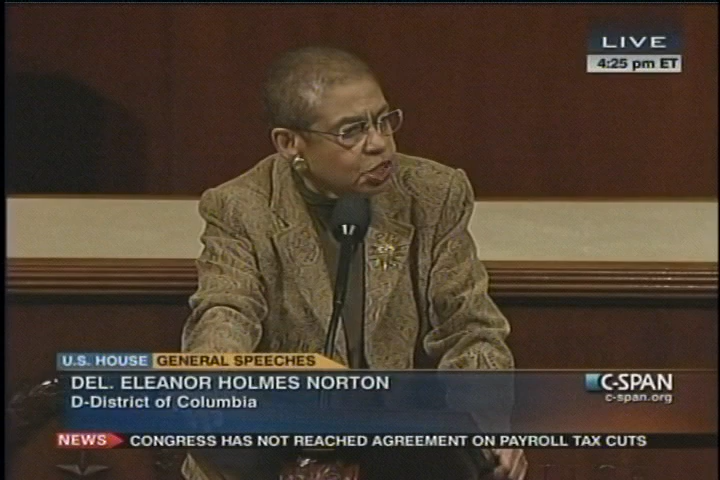 LIVE
4:25 pm ET
U.S. HOUSE GENERAL SPEECHES
DEL. ELEANOR HOLMES NORTON
D-District of Columbia
C-SPAN
c-span.org
NEWS CONGRESS HAS NOT REACHED AGREEMENT ON PAYROLL TAX CUTS